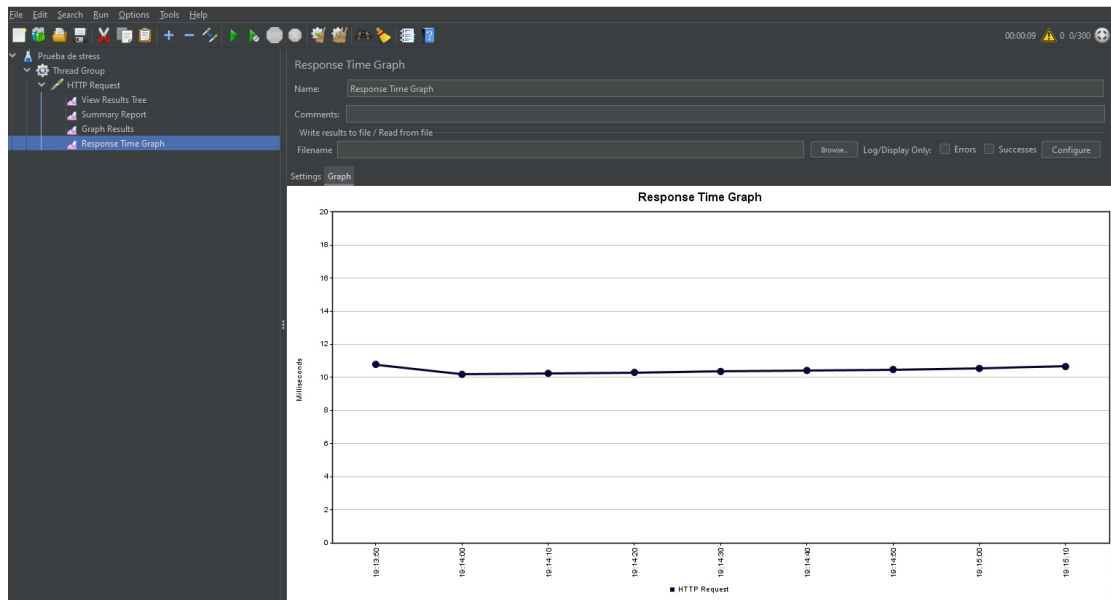 File Edit Search Run Options Tools Help
00:00:09 0 0/300
Prueba de stress
Thread Group
HTTP Request
View Results Tree
Summary Report
Graph Results
Response Time Graph
Response Time Graph
Name: Response Time Graph
Comments:
Write results to file / Read from file
Filename Browse... Log/Display Only: Errors Successes Configure
Settings Graph
Response Time Graph
20
18
16
14
12
10
8
6
4
2
0
Milliseconds
19:13:50 19:14:00 19:14:10 19:14:20 19:14:30 19:14:40 19:14:50 19:15:00 19:15:10
HTTP Request